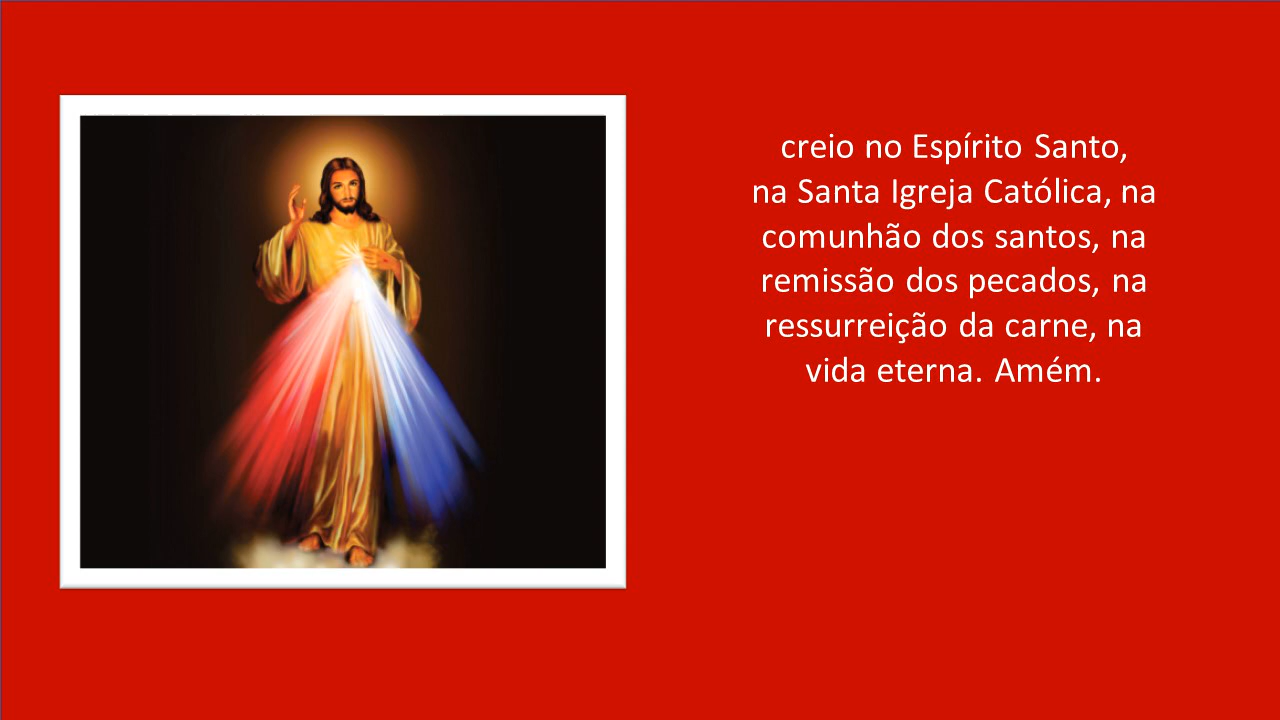 creio no Espírito Santo,
na Santa Igreja Católica, na
comunhão dos santos, na
remissão dos pecados, na
ressurreição da carne, na
vida eterna. Amém.